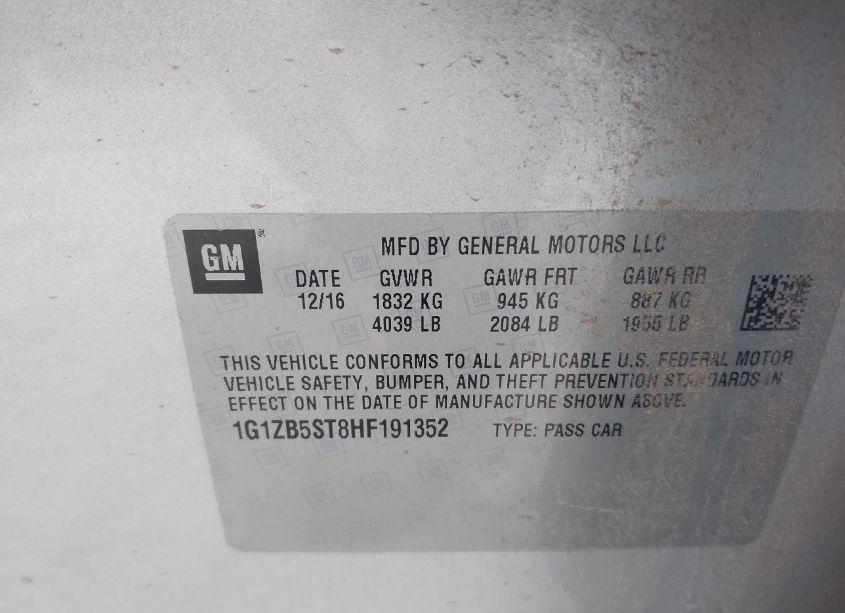 GM ®
MFD BY GENERAL MOTORS LLC
DATE GVWR GAWR FRT GAWR RR
12/16 1832 KG 945 KG 887 KG
4039 LB 2084 LB 1955 LB
THIS VEHICLE CONFORMS TO ALL APPLICABLE U.S. FEDERAL MOTOR
VEHICLE SAFETY, BUMPER, AND THEFT PREVENTION STANDARDS IN
EFFECT ON THE DATE OF MANUFACTURE SHOWN ABOVE.
1G1ZB5ST8HF191352 TYPE: PASS CAR